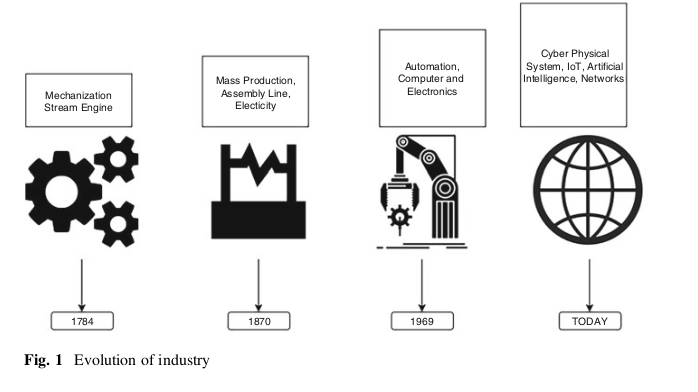 Mechanization
Stream Engine
Mass Production,
Assembly Line,
Electicity
Automation,
Computer and
Electronics
Cyber Physical
System, IoT, Artificial
Intelligence, Networks
1784
1870
1969
TODAY
Fig. 1 Evolution of industry